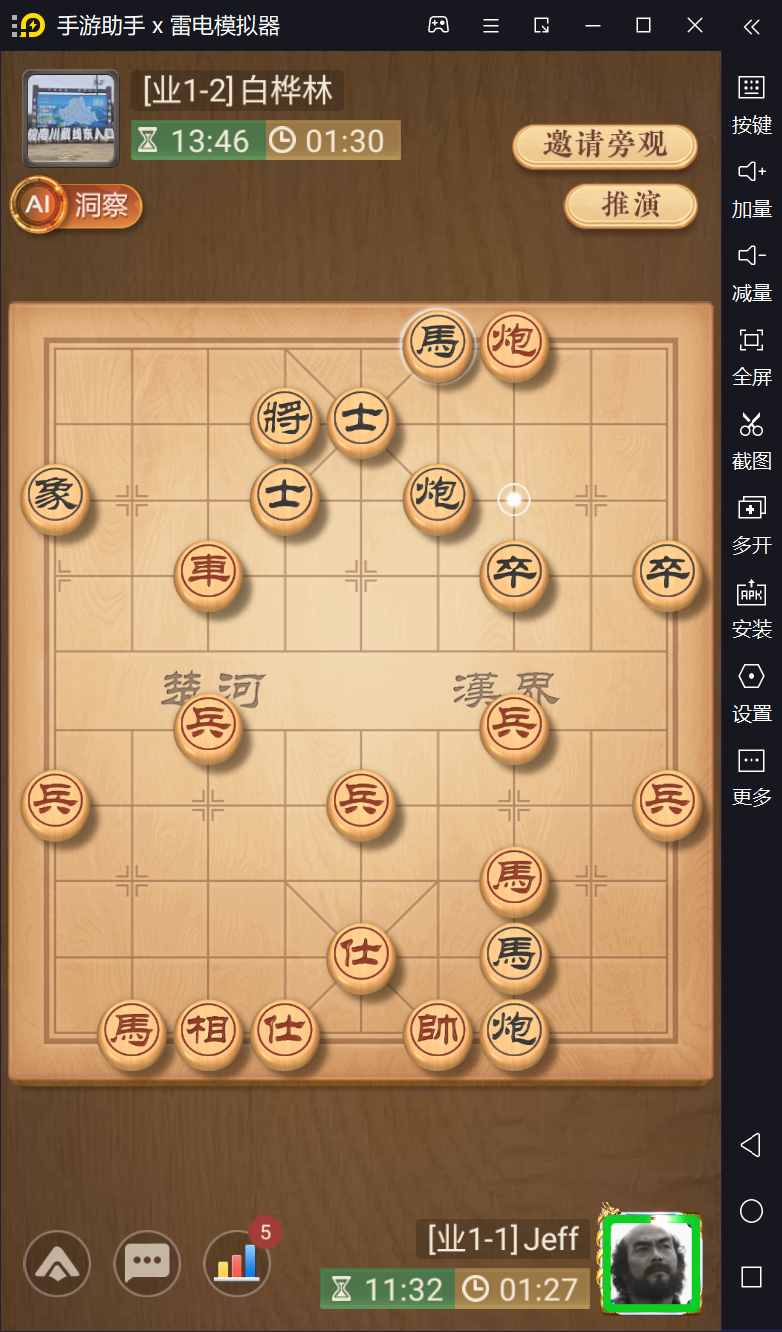 手游助手 x 雷电模拟器
[业1-2] 白桦林
13:46 01:30
AI 洞察
邀请旁观
推演
馬 炮
將 士
象 士 炮
車 卒 卒
楚河 漢界
兵 兵
兵 兵 兵
馬
仕 馬
馬 相 仕 帥 炮
[业1-1] Jeff
11:32 01:27
5
按键
加量
减量
全屏
截图
多开
APK
安装
设置
更多